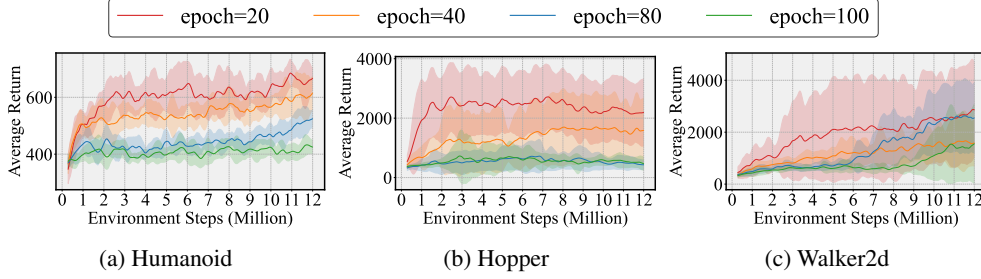 epoch=20 epoch=40 epoch=80 epoch=100
Average Return
600
400
0 1 2 3 4 5 6 7 8 9 10 11 12
Environment Steps (Million)
(a) Humanoid
Average Return
4000
2000
0
0 1 2 3 4 5 6 7 8 9 10 11 12
Environment Steps (Million)
(b) Hopper
Average Return
4000
2000
0
0 1 2 3 4 5 6 7 8 9 10 11 12
Environment Steps (Million)
(c) Walker2d